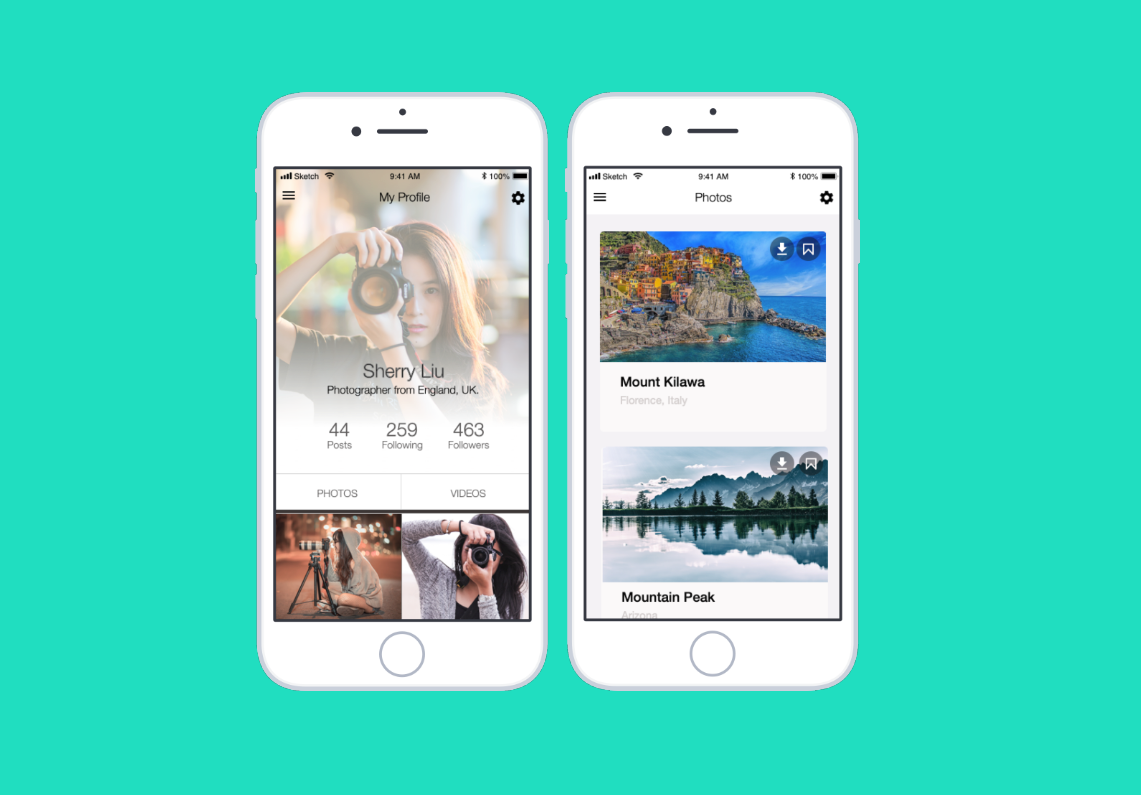 Sketch 9:41 AM 100%
My Profile
Sherry Liu
Photographer from England, UK.
44 259 463
Posts Following Followers
PHOTOS VIDEOS
Sketch 9:41 AM 100%
Photos
Mount Kilawa
Florence, Italy
Mountain Peak
Arizona